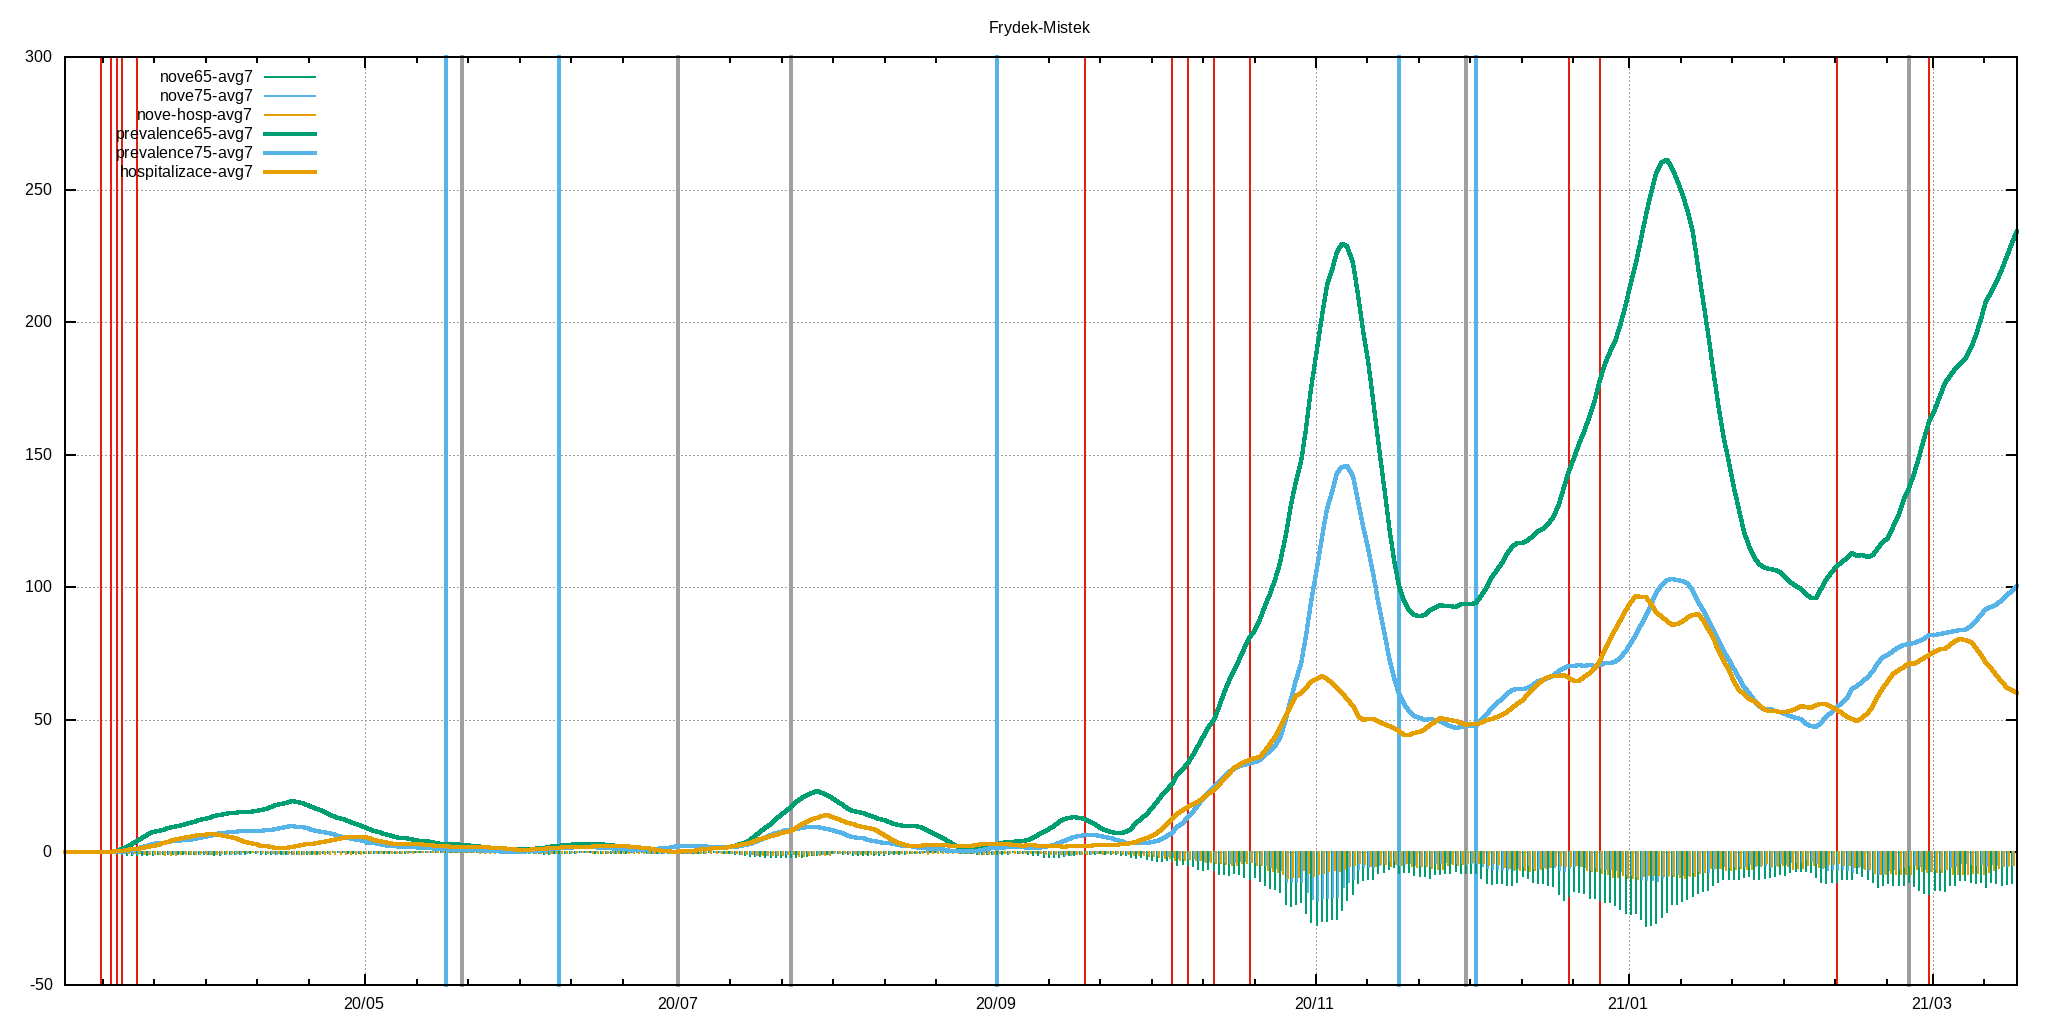 Frydek-Mistek
300
250
200
150
100
50
0
-50
nove65-avg7
nove75-avg7
nove-hosp-avg7
prevalence65-avg7
prevalence75-avg7
hospitalizace-avg7
20/05
20/07
20/09
20/11
21/01
21/03